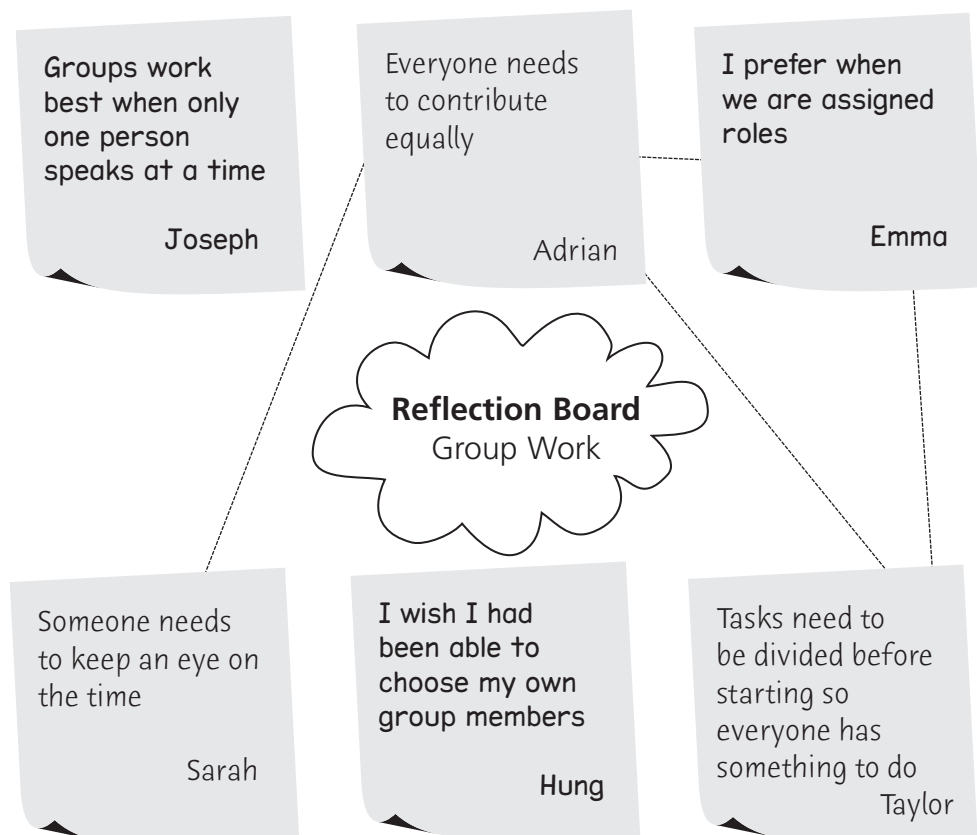 Groups work
best when only
one person
speaks at a time
Joseph
Everyone needs
to contribute
equally
Adrian
I prefer when
we are assigned
roles
Emma
Reflection Board
Group Work
Someone needs
to keep an eye on
the time
Sarah
I wish I had
been able to
choose my own
group members
Hung
Tasks need to
be divided before
starting so
everyone has
something to do
Taylor